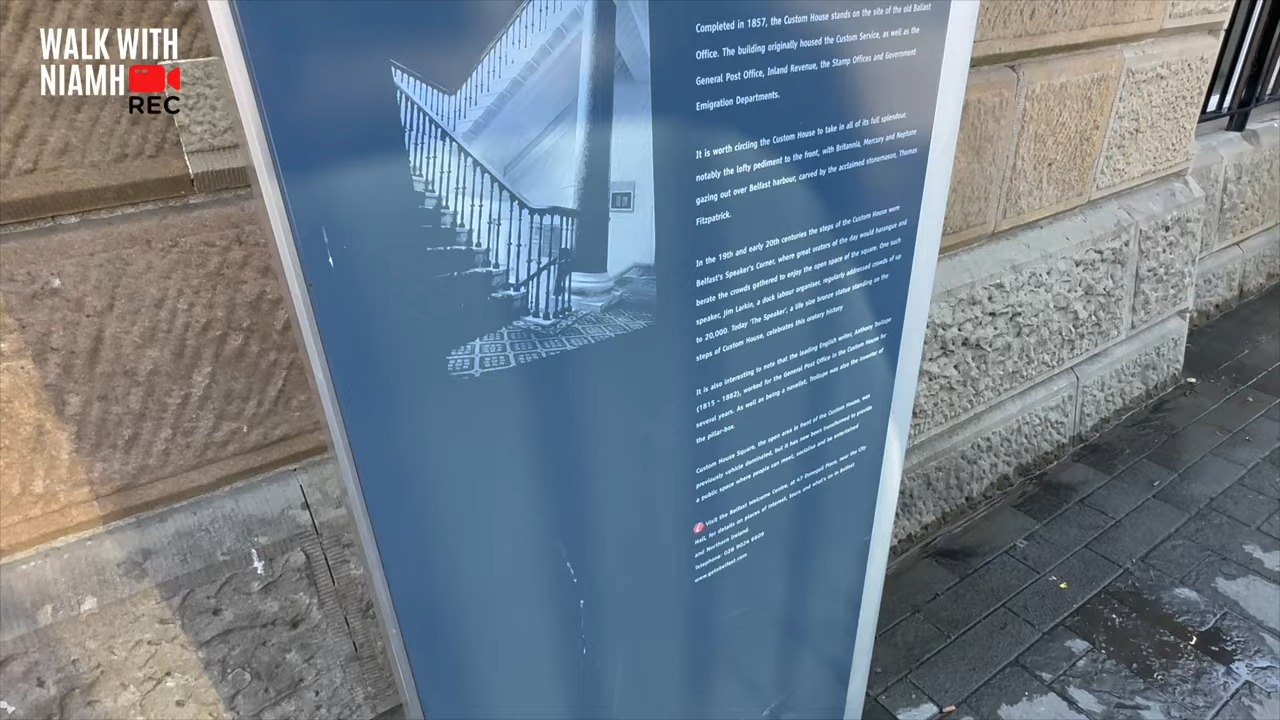 WALK WITH
NIAMH
REC
Completed in 1857, the Custom House stands on the site of the old Ballast
Office. The building originally housed the Custom Service, as well as the
General Post Office, Inland Revenue, the Stamp Offices and Government
Emigration Departments.
It is worth circling the Custom House to take in all of its full splendour,
notably the lofty pediment to the front, with Britannia, Mercury and Neptune
gazing out over Belfast harbour, carved by the acclaimed stonemason, Thomas
Fitzpatrick.
In the 19th and early 20th centuries the steps of the Custom House were
Belfast's Speaker's Corner, where great orators of the day would harangue and
berate the crowds gathered to enjoy the open space of the square. One such
speaker, Jim Larkin, a dock labour organiser, regularly addressed crowds of up
to 20,000. Today 'The Speaker', a life size bronze statue standing on the
steps of Custom House, celebrates this oratory history
It is also interesting to note that the leading English writer, Anthony Trollope
(1815 - 1882), worked for the General Post Office in the Custom House for
several years. As well as being a novelist, Trollope was also the inventor of
the pillar-box.
Custom House Square, the open area in front of the Custom House, was
previously vehicle dominated, but it has now been transformed to provide
a public space where people can meet, socialise and be entertained
i Visit the Belfast Welcome Centre, at 47 Donegall Place, near the City
Hall, for details on places of interest, tours and what's on in Belfast
and Northern Ireland.
Telephone: 028 9024 6609
www.gotobelfast.com